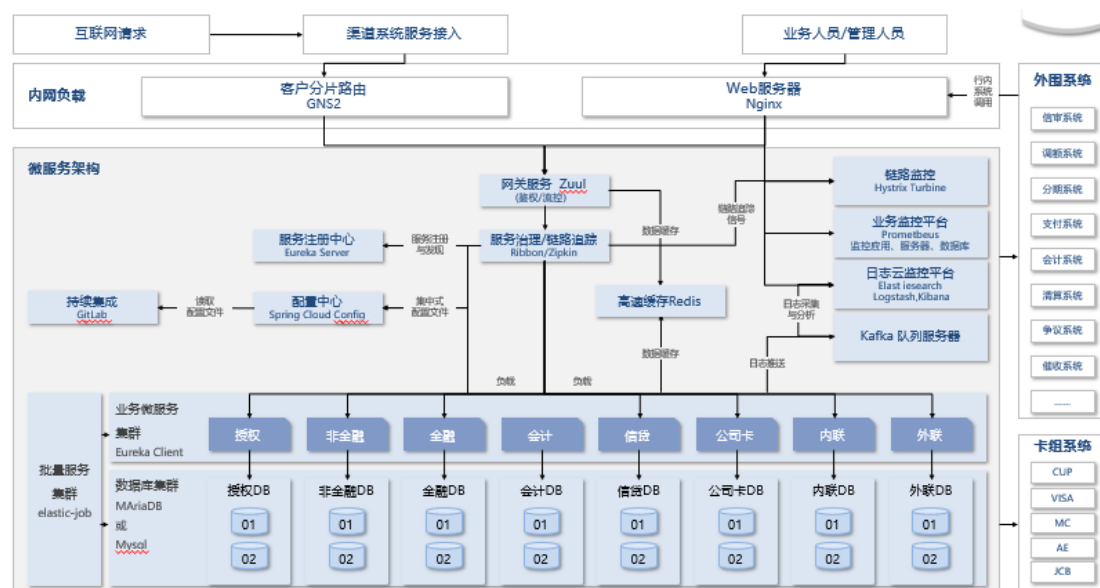 互联网请求
渠道系统服务接入
业务人员/管理人员
内网负载
客户分片路由
GNS2
Web服务器
Nginx
行内
系统
调用
外围系统
信审系统
调额系统
分期系统
支付系统
会计系统
清算系统
争议系统
催收系统
......
微服务架构
网关服务 Zuul
(鉴权/流控)
链路监控
Hystrix Turbine
链路追踪
信号
数据缓存
业务监控平台
Prometbeus
监控应用、服务器、数据库
服务注册中心
Eureka Server
服务注册
与发现
服务治理/链路追踪
Ribbon/Zipkin
日志云监控平台
Elast iesearch
Logstash,Kibana
持续集成
GitLab
读取
配置文件
配置中心
Spring Cloud Config
集中式
配置文件
高速缓存Redis
日志采集
与分析
Kafka 队列服务器
数据缓存
日志推送
负载
负载
批量服务
集群
elastic-job
业务微服务
集群
Eureka Client
授权
非金融
金融
会计
信贷
公司卡
内联
外联
数据库集群
MAriaDB
或
Mysql
授权DB
非金融DB
金融DB
会计DB
信贷DB
公司卡DB
内联DB
外联DB
01
01
01
01
01
01
01
01
02
02
02
02
02
02
02
02
卡组系统
CUP
VISA
MC
AE
JCB